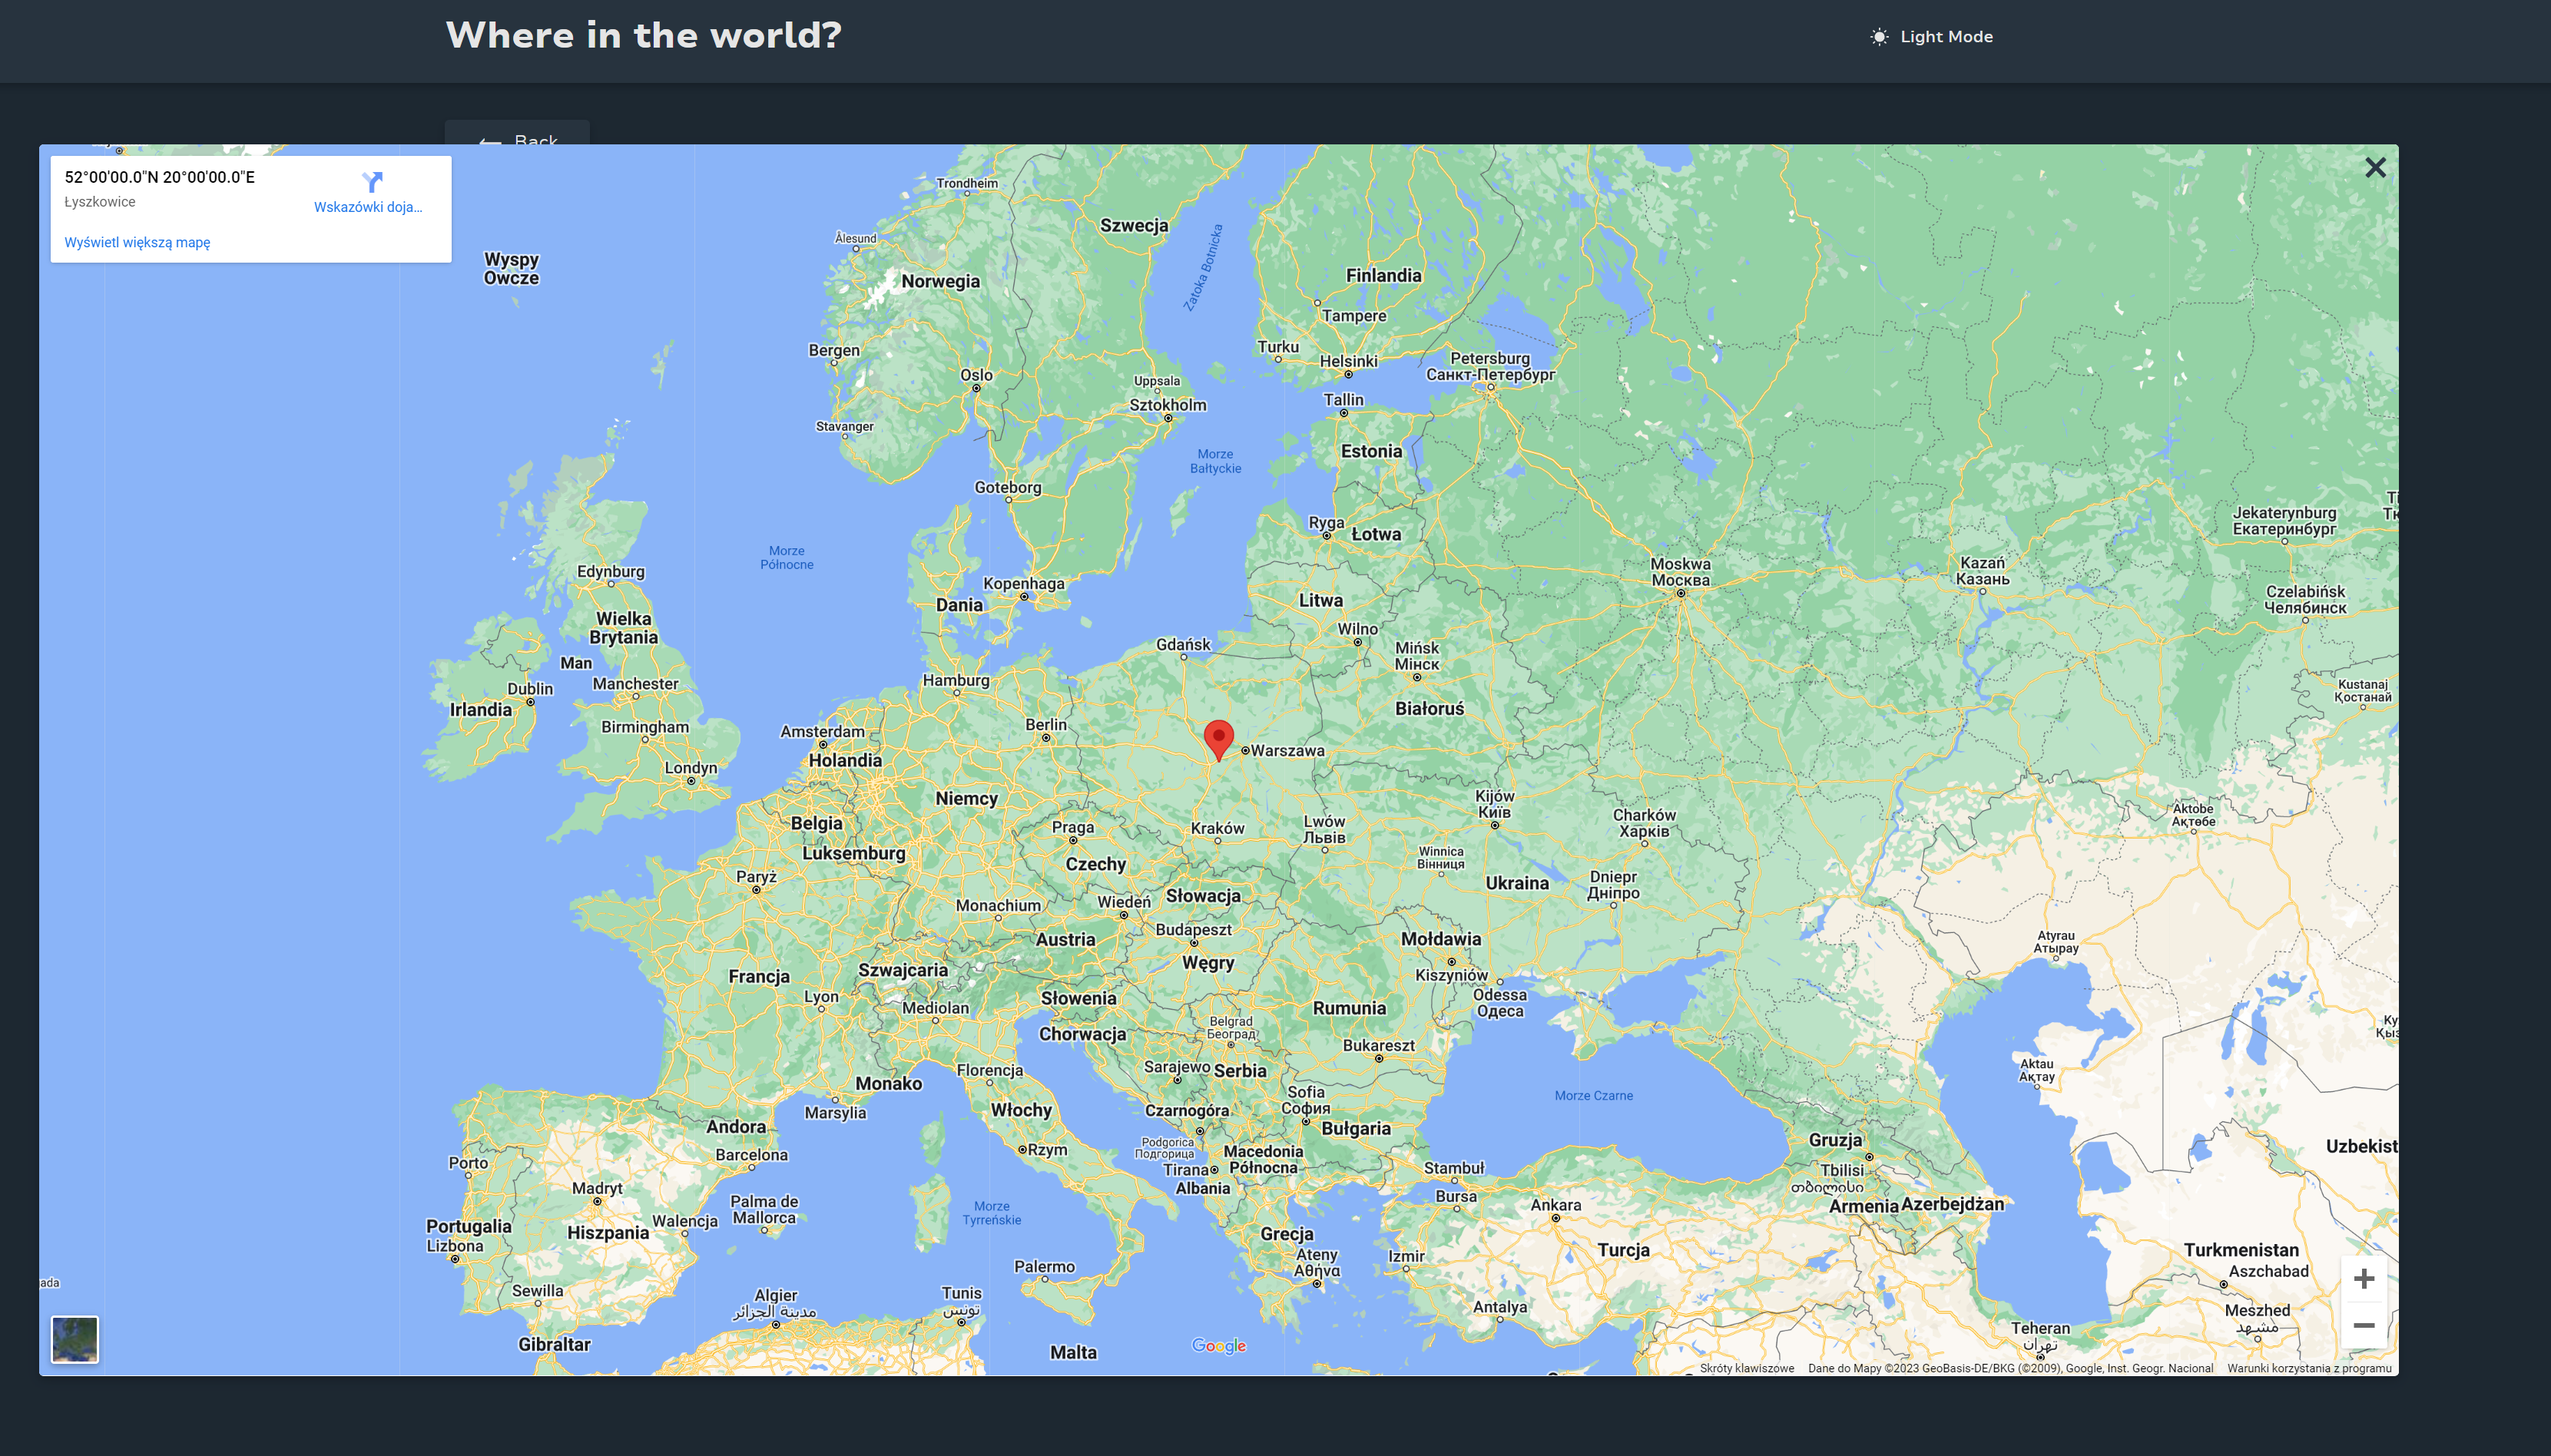 Where in the world?
Light Mode
Back
52°00'00.0"N 20°00'00.0"E
Łyszkowice
Wskazówki doja...
Wyświetl większą mapę
Trondheim
Szwecja
Ålesund
Zatoka Botnicka
Wyspy
Owcze
Norwegia
Finlandia
Tampere
Bergen
Turku
Helsinki
Petersburg
Санкт-Петербург
Oslo
Uppsala
Sztokholm
Tallin
Stavanger
Estonia
Morze
Bałtyckie
Goteborg
Ryga
Łotwa
Jekaterynburg
Екатеринбург
Morze
Północne
Edynburg
Kopenhaga
Moskwa
Москва
Kazań
Казань
Dania
Litwa
Czelabińsk
Челябинск
Wielka
Brytania
Wilno
Gdańsk
Mińsk
Мінск
Man
Manchester
Hamburg
Dublin
Kustanaj
Қостанай
Irlandia
Białoruś
Birmingham
Berlin
Amsterdam
Warszawa
Holandia
Londyn
Niemcy
Kijów
Київ
Belgia
Praga
Kraków
Lwów
Львів
Charków
Харків
Aktobe
Ақтөбе
Luksemburg
Czechy
Winnica
Вінниця
Paryż
Ukraina
Dniepr
Дніпро
Słowacja
Monachium
Wiedeń
Budapeszt
Austria
Mołdawia
Atyrau
Атырау
Węgry
Francja
Szwajcaria
Kiszyniów
Lyon
Słowenia
Odessa
Одеса
Mediolan
Rumunia
Belgrad
Београд
Chorwacja
Bukareszt
Florencja
Sarajewo
Serbia
Aktau
Ақтау
Monako
Morze Czarne
Marsylia
Włochy
Czarnogóra
Sofia
София
Andora
Bułgaria
Gruzja
Rzym
Podgorica
Подгорица
Barcelona
Macedonia
Północna
Uzbekist
Porto
Tirana
Stambuł
Tbilisi
თბილისი
Madryt
Albania
Bursa
Ankara
Palma de
Mallorca
Morze
Tyrreńskie
Armenia
Azerbejdżan
Portugalia
Walencja
Hiszpania
Lizbona
Grecja
Ateny
Αθήνα
Izmir
Turcja
Turkmenistan
Palermo
Aszchabad
ada
Sewilla
Algier
مدينة الجزائر
Tunis
تونس
Antalya
Meszhed
مشهد
Teheran
تهران
Gibraltar
Malta
Google
Skróty klawiszowe
Dane do Mapy ©2023 GeoBasis-DE/BKG (©2009), Google, Inst. Geogr. Nacional
Warunki korzystania z programu